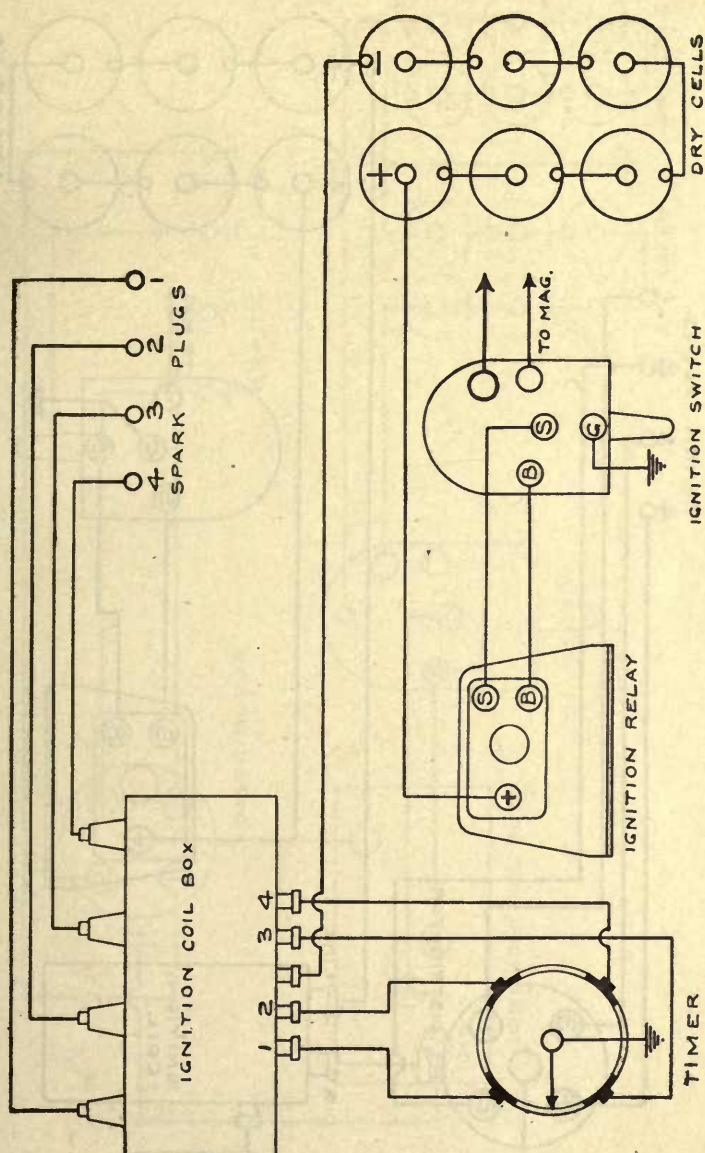 4 3 2 1
SPARK PLUGS
IGNITION COIL BOX
1 2 3 4
−
+
+
S
B
S
B
G
TO MAG.
IGNITION RELAY
TIMER
IGNITION SWITCH
DRY CELLS